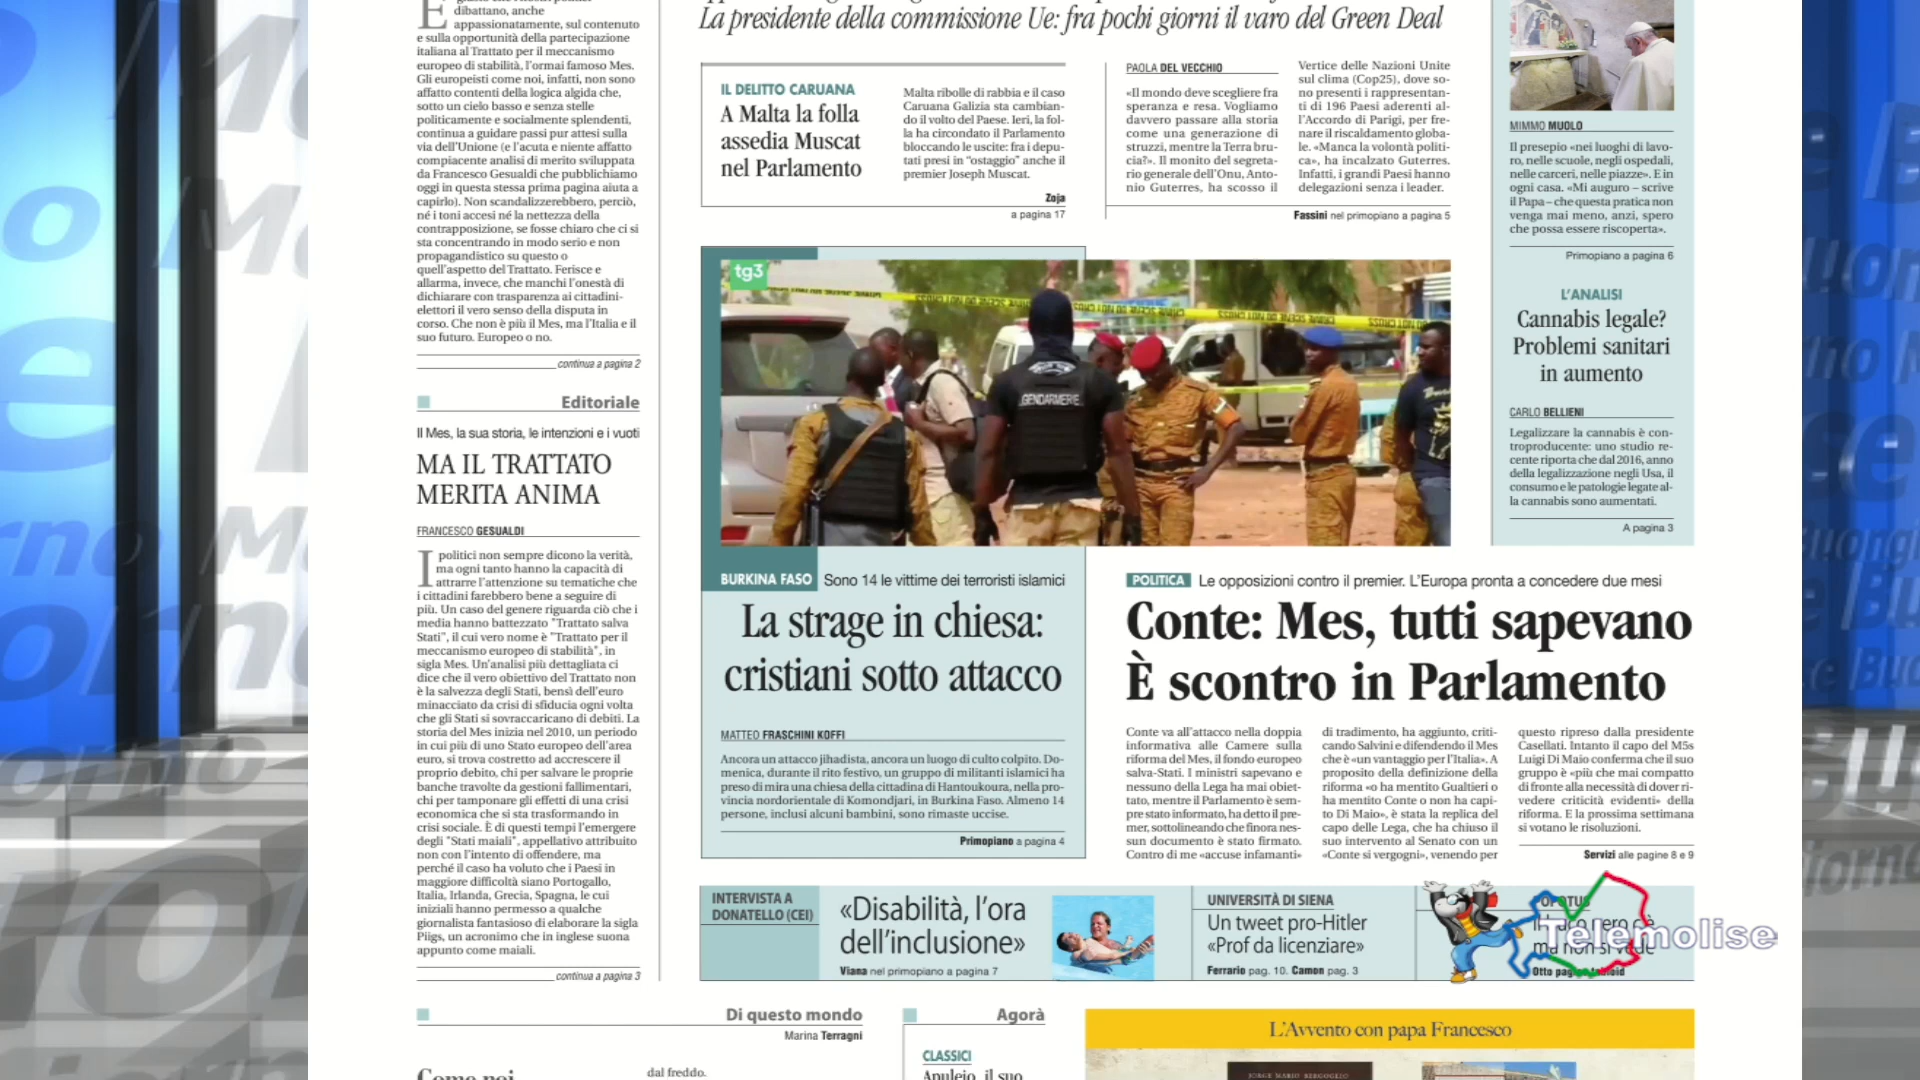 dibattano, anche
appassionatamente, sul contenuto
e sulla opportunità della partecipazione
italiana al Trattato per il meccanismo
europeo di stabilità, l'ormai famoso Mes.
Gli europeisti come noi, infatti, non sono
affatto contenti della logica algida che,
sotto un cielo basso e senza stelle
politicamente e socialmente splendenti,
continua a guidare passi pur attesi sulla
via dell'Unione (e l'acuta e niente affatto
compiacente analisi di merito sviluppata
da Francesco Gesualdi che pubblichiamo
oggi in questa stessa prima pagina aiuta a
capirlo). Non scandalizzerebbero, perciò,
né i toni accesi né la nettezza della
contrapposizione, se fosse chiaro che ci si
sta concentrando in modo serio e non
propagandistico su questo o
quell'aspetto del Trattato. Ferisce e
allarma, invece, che manchi l'onestà di
dichiarare con trasparenza ai cittadini-
elettori il vero senso della disputa in
corso. Che non è più il Mes, ma l'Italia e il
suo futuro. Europeo o no.
continua a pagina 2
Editoriale
Il Mes, la sua storia, le intenzioni e i vuoti
MA IL TRATTATO
MERITA ANIMA
FRANCESCO GESUALDI
I politici non sempre dicono la verità,
ma ogni tanto hanno la capacità di
attrarre l'attenzione su tematiche che
i cittadini farebbero bene a seguire di
più. Un caso del genere riguarda ciò che i
media hanno battezzato "Trattato salva
Stati", il cui vero nome è "Trattato per il
meccanismo europeo di stabilità", in
sigla Mes. Un'analisi più dettagliata ci
dice che il vero obiettivo del Trattato non
è la salvezza degli Stati, bensì dell'euro
minacciato da crisi di sfiducia ogni volta
che gli Stati si sovraccaricano di debiti. La
storia del Mes inizia nel 2010, un periodo
in cui più di uno Stato europeo dell'area
euro, si trova costretto ad accrescere il
proprio debito, chi per salvare le proprie
banche travolte da gestioni fallimentari,
chi per tamponare gli effetti di una crisi
economica che si sta trasformando in
crisi sociale. È di questi tempi l'emergere
degli "Stati maiali", appellativo attribuito
non con l'intento di offendere, ma
perché il caso ha voluto che i Paesi in
maggiore difficoltà siano Portogallo,
Italia, Irlanda, Grecia, Spagna, le cui
iniziali hanno permesso a qualche
giornalista fantasioso di elaborare la sigla
Piigs, un acronimo che in inglese suona
appunto come maiali.
continua a pagina 3
La presidente della commissione Ue: fra pochi giorni il varo del Green Deal
IL DELITTO CARUANA
A Malta la folla
assedia Muscat
nel Parlamento
Malta ribolle di rabbia e il caso
Caruana Galizia sta cambian-
do il volto del Paese. Ieri, la fol-
la ha circondato il Parlamento
bloccando le uscite: fra i depu-
tati presi in "ostaggio" anche il
premier Joseph Muscat.
Zoja
a pagina 17
PAOLA DEL VECCHIO
«Il mondo deve scegliere fra
speranza e resa. Vogliamo
davvero passare alla storia
come una generazione di
struzzi, mentre la Terra bru-
cia?». Il monito del segreta-
rio generale dell'Onu, Anto-
nio Guterres, ha scosso il
Vertice delle Nazioni Unite
sul clima (Cop25), dove so-
no presenti i rappresentan-
ti di 196 Paesi aderenti al-
l'Accordo di Parigi, per fre-
nare il riscaldamento globa-
le. «Manca la volontà politi-
ca», ha incalzato Guterres.
Infatti, i grandi Paesi hanno
delegazioni senza i leader.
Fassini nel primopiano a pagina 5
MIMMO MUOLO
Il presepio «nei luoghi di lavo-
ro, nelle scuole, negli ospedali,
nelle carceri, nelle piazze». E in
ogni casa. «Mi auguro – scrive
il Papa – che questa pratica non
venga mai meno, anzi, spero
che possa essere riscoperta».
Primopiano a pagina 6
L'ANALISI
Cannabis legale?
Problemi sanitari
in aumento
CARLO BELLIENI
Legalizzare la cannabis è con-
troproducente: uno studio re-
cente riporta che dal 2016, anno
della legalizzazione negli Usa, il
consumo e le patologie legate al-
la cannabis sono aumentati.
A pagina 3
tg3
GENDARMERIE
BURKINA FASO Sono 14 le vittime dei terroristi islamici
La strage in chiesa:
cristiani sotto attacco
MATTEO FRASCHINI KOFFI
Ancora un attacco jihadista, ancora un luogo di culto colpito. Do-
menica, durante il rito festivo, un gruppo di militanti islamici ha
preso di mira una chiesa della cittadina di Hantoukoura, nella pro-
vincia nordorientale di Komondjari, in Burkina Faso. Almeno 14
persone, inclusi alcuni bambini, sono rimaste uccise.
Primopiano a pagina 4
POLITICA Le opposizioni contro il premier. L'Europa pronta a concedere due mesi
Conte: Mes, tutti sapevano
È scontro in Parlamento
Conte va all'attacco nella doppia
informativa alle Camere sulla
riforma del Mes, il fondo europeo
salva-Stati. I ministri sapevano e
nessuno della Lega ha mai obiet-
tato, mentre il Parlamento è sem-
pre stato informato, ha detto il pre-
mier, sottolineando che finora nes-
sun documento è stato firmato.
Contro di me «accuse infamanti»
di tradimento, ha aggiunto, criti-
cando Salvini e difendendo il Mes
che è «un vantaggio per l'Italia». A
proposito della definizione della
riforma «o ha mentito Gualtieri o
ha mentito Conte o non ha capi-
to Di Maio», è stata la replica del
capo delle Lega, che ha chiuso il
suo intervento al Senato con un
«Conte si vergogni», venendo per
questo ripreso dalla presidente
Casellati. Intanto il capo del M5s
Luigi Di Maio conferma che il suo
gruppo è «più che mai compatto
di fronte alla necessità di dover ri-
vedere criticità evidenti» della
riforma. E la prossima settimana
si votano le risoluzioni.
Servizi alle pagine 8 e 9
INTERVISTA A
DONATELLO (CEI)
«Disabilità, l'ora
dell'inclusione»
Viana nel primopiano a pagina 7
UNIVERSITÀ DI SIENA
Un tweet pro-Hitler
«Prof da licenziare»
Ferrario pag. 10. Camon pag. 3
Telemolise
Di questo mondo
Marina Terragni
Come noi
dal freddo.
Agorà
CLASSICI
Apuleio, il suo
L'Avvento con papa Francesco
JORGE MARIO BERGOGLIO